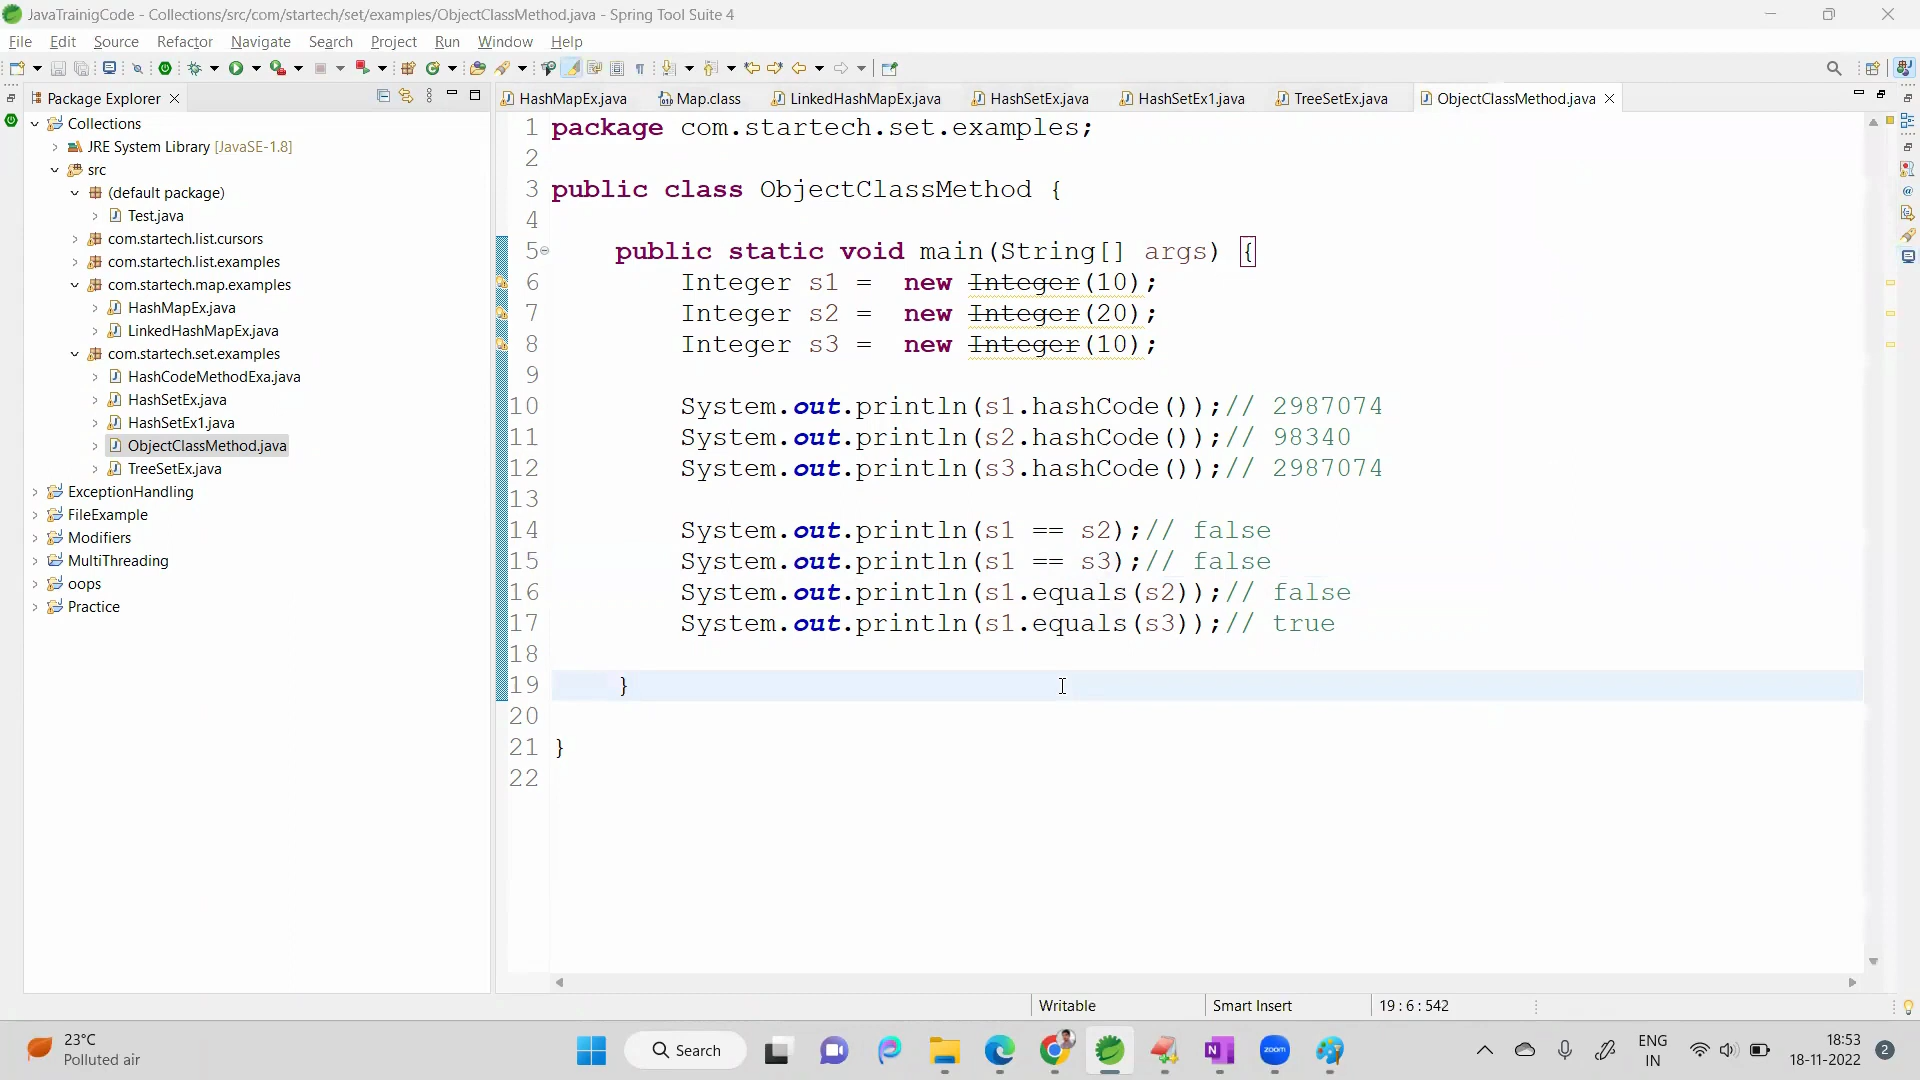 JavaTrainigCode - Collections/src/com/startech/set/examples/ObjectClassMethod.java - Spring Tool Suite 4
File Edit Source Refactor Navigate Search Project Run Window Help
Package Explorer
HashMapEx.java Map.class LinkedHashMapEx.java HashSetEx.java HashSetEx1.java TreeSetEx.java ObjectClassMethod.java
Collections
JRE System Library [JavaSE-1.8]
src
(default package)
Test.java
com.startech.list.cursors
com.startech.list.examples
com.startech.map.examples
HashMapEx.java
LinkedHashMapEx.java
com.startech.set.examples
HashCodeMethodExa.java
HashSetEx.java
HashSetEx1.java
ObjectClassMethod.java
TreeSetEx.java
ExceptionHandling
FileExample
Modifiers
MultiThreading
oops
Practice
1 package com.startech.set.examples;
2
3 public class ObjectClassMethod {
4
5 public static void main(String[] args) {
6 Integer s1 = new Integer(10);
7 Integer s2 = new Integer(20);
8 Integer s3 = new Integer(10);
9
10 System.out.println(s1.hashCode());// 2987074
11 System.out.println(s2.hashCode());// 98340
12 System.out.println(s3.hashCode());// 2987074
13
14 System.out.println(s1 == s2);// false
15 System.out.println(s1 == s3);// false
16 System.out.println(s1.equals(s2));// false
17 System.out.println(s1.equals(s3));// true
18
19 }
20
21 }
22
Writable Smart Insert 19 : 6 : 542
23°C
Polluted air
Search
zoom
ENG
IN
18:53
18-11-2022
2